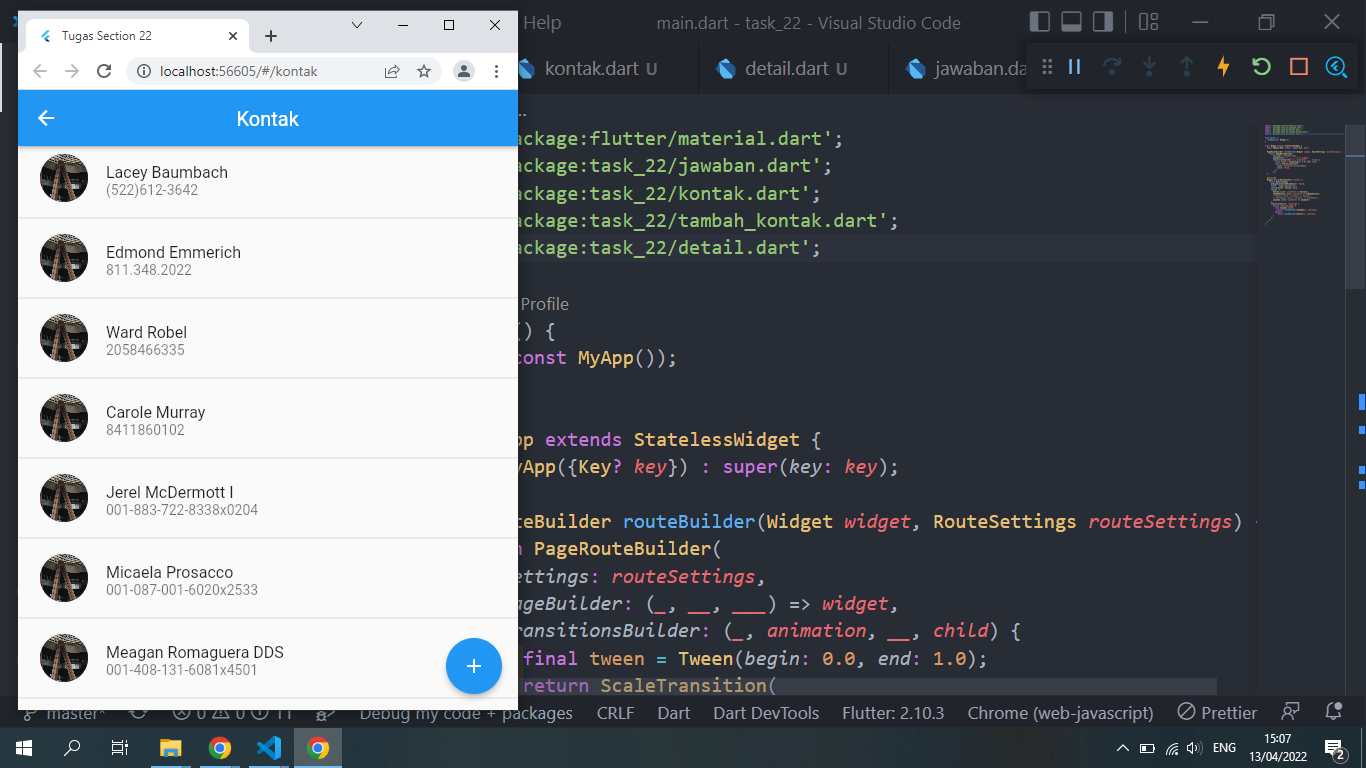 Tugas Section 22
localhost:56605/#/kontak
Kontak
Lacey Baumbach
(522)612-3642
Edmond Emmerich
811.348.2022
Ward Robel
2058466335
Carole Murray
8411860102
Jerel McDermott I
001-883-722-8338x0204
Micaela Prosacco
001-087-001-6020x2533
Meagan Romaguera DDS
001-408-131-6081x4501
Help
main.dart - task_22 - Visual Studio Code
kontak.dart U
detail.dart U
jawaban.da
ackage:flutter/material.dart';
ackage:task_22/jawaban.dart';
ackage:task_22/kontak.dart';
ackage:task_22/tambah_kontak.dart';
ackage:task_22/detail.dart';
Profile
() {
const MyApp());
pp extends StatelessWidget {
yApp({Key? key}) : super(key: key);
teBuilder routeBuilder(Widget widget, RouteSettings routeSettings)
n PageRouteBuilder(
ettings: routeSettings,
ageBuilder: (_, __, ___) => widget,
ransitionsBuilder: (_, animation, __, child) {
final tween = Tween(begin: 0.0, end: 1.0);
return ScaleTransition(
master* 0 0 11 Debug my code + packages CRLF Dart Dart DevTools Flutter: 2.10.3 Chrome (web-javascript) Prettier
ENG
15:07
13/04/2022
2